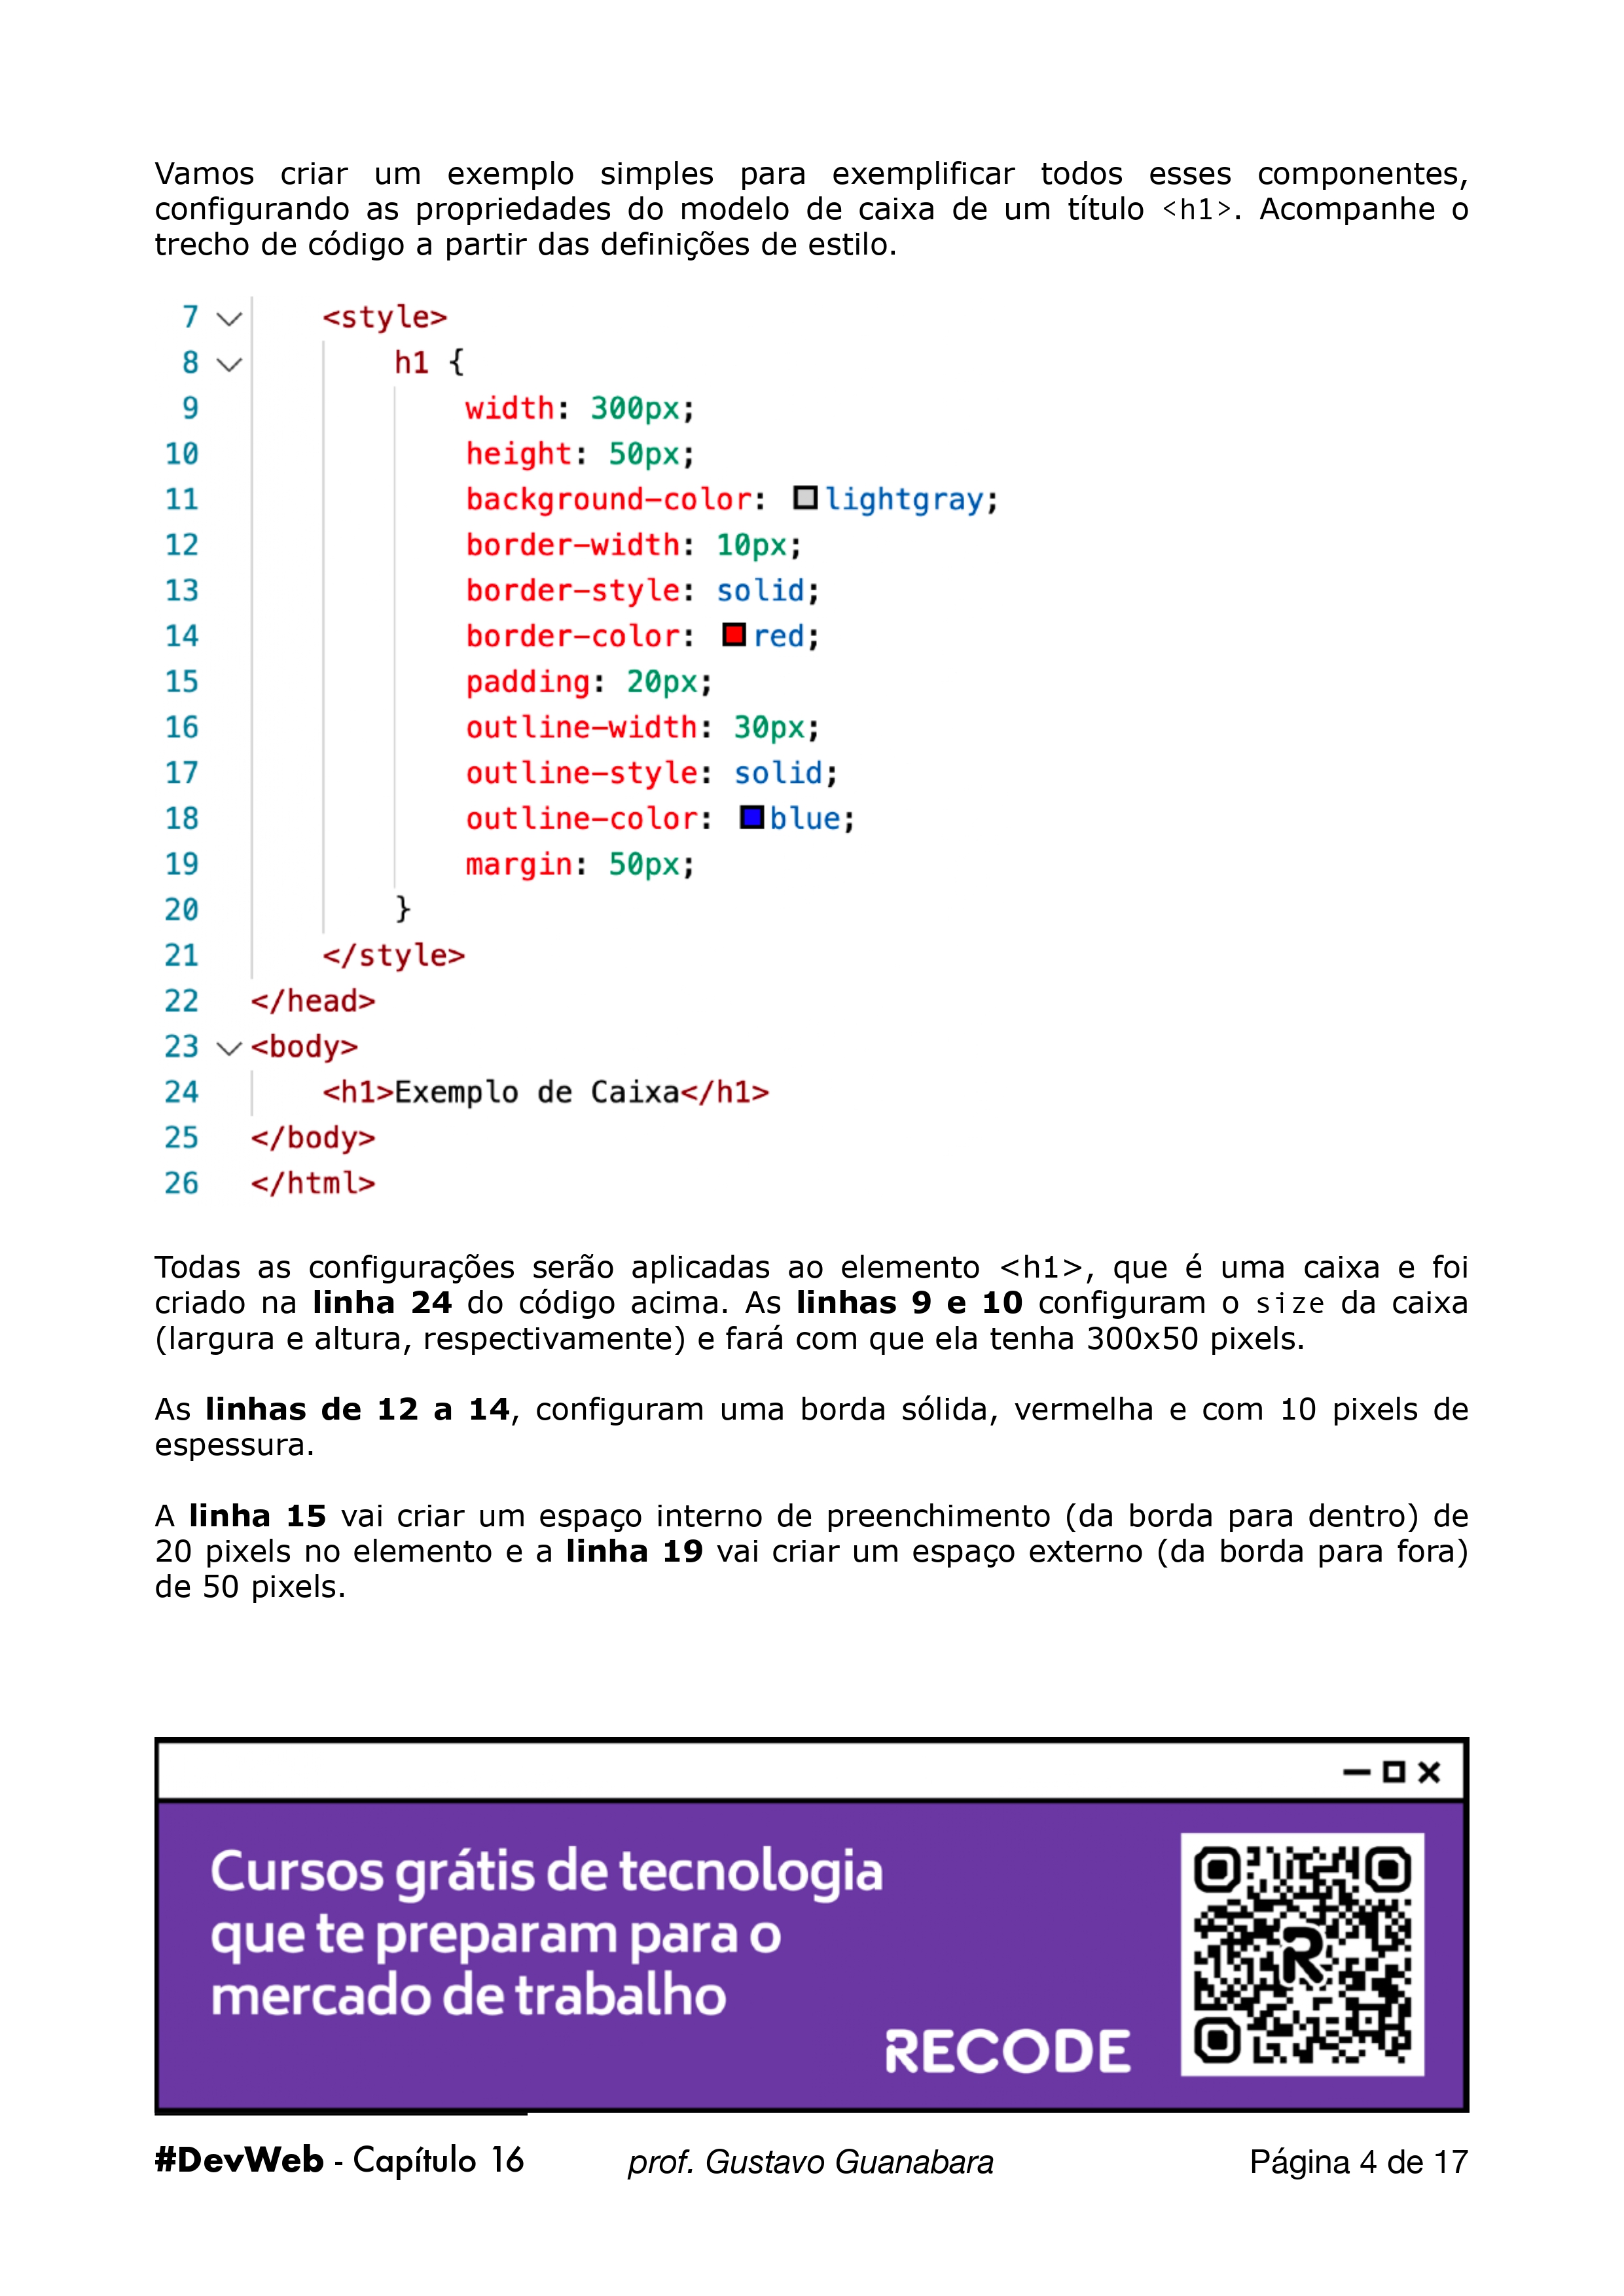 Vamos criar um exemplo simples para exemplificar todos esses componentes,
configurando as propriedades do modelo de caixa de um título <h1>. Acompanhe o
trecho de código a partir das definições de estilo.
7 <style>
8 h1 {
9 width: 300px;
10 height: 50px;
11 background-color: lightgray;
12 border-width: 10px;
13 border-style: solid;
14 border-color: red;
15 padding: 20px;
16 outline-width: 30px;
17 outline-style: solid;
18 outline-color: blue;
19 margin: 50px;
20 }
21 </style>
22 </head>
23 <body>
24 <h1>Exemplo de Caixa</h1>
25 </body>
26 </html>
Todas as configurações serão aplicadas ao elemento <h1>, que é uma caixa e foi
criado na linha 24 do código acima. As linhas 9 e 10 configuram o size da caixa
(largura e altura, respectivamente) e fará com que ela tenha 300x50 pixels.
As linhas de 12 a 14, configuram uma borda sólida, vermelha e com 10 pixels de
espessura.
A linha 15 vai criar um espaço interno de preenchimento (da borda para dentro) de
20 pixels no elemento e a linha 19 vai criar um espaço externo (da borda para fora)
de 50 pixels.
Cursos grátis de tecnologia
que te preparam para o
mercado de trabalho
RECODE
R
#DevWeb - Capítulo 16 prof. Gustavo Guanabara Página 4 de 17